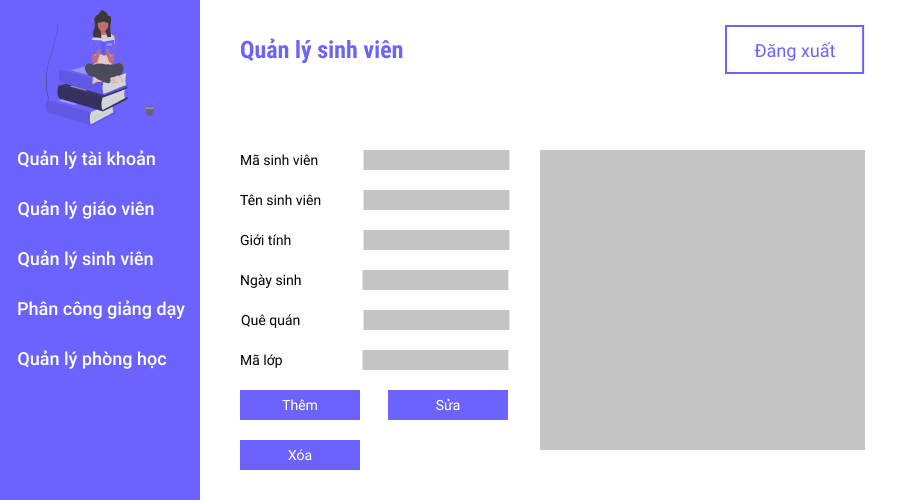 Quản lý tài khoản
Quản lý giáo viên
Quản lý sinh viên
Phân công giảng dạy
Quản lý phòng học
Quản lý sinh viên
Đăng xuất
Mã sinh viên
Tên sinh viên
Giới tính
Ngày sinh
Quê quán
Mã lớp
Thêm
Sửa
Xóa